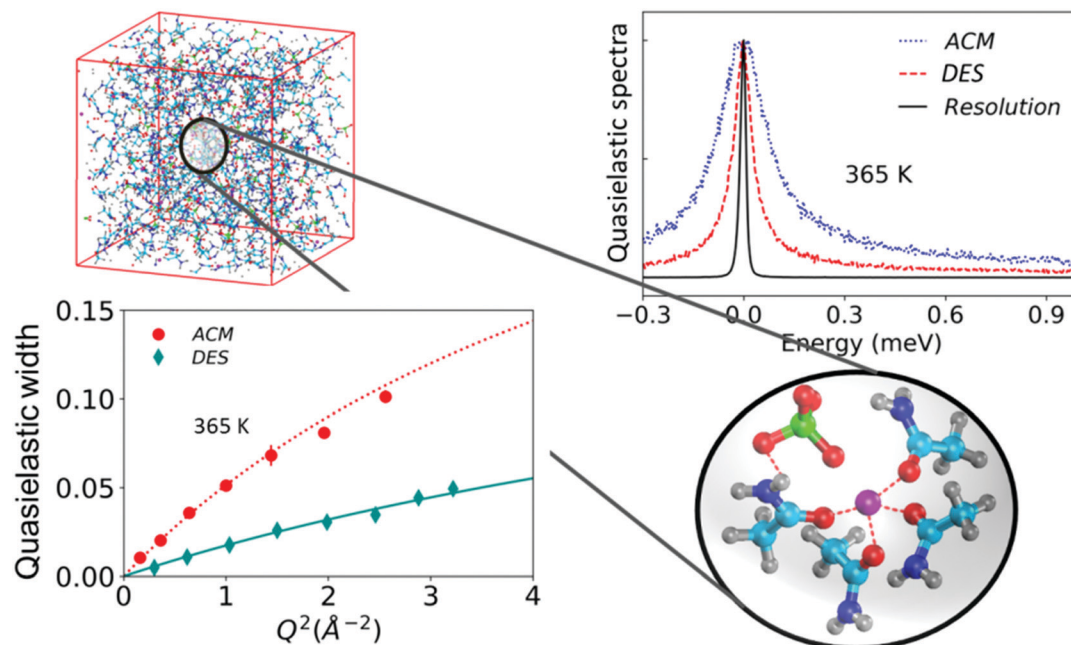 Quasielastic spectra
ACM
DES
Resolution
365 K
−0.3 0.0 0.3 0.6 0.9
Energy (meV)
Quasielastic width
0.15
0.10
0.05
0.00
ACM
DES
365 K
0 1 2 3 4
Q²(Å⁻²)